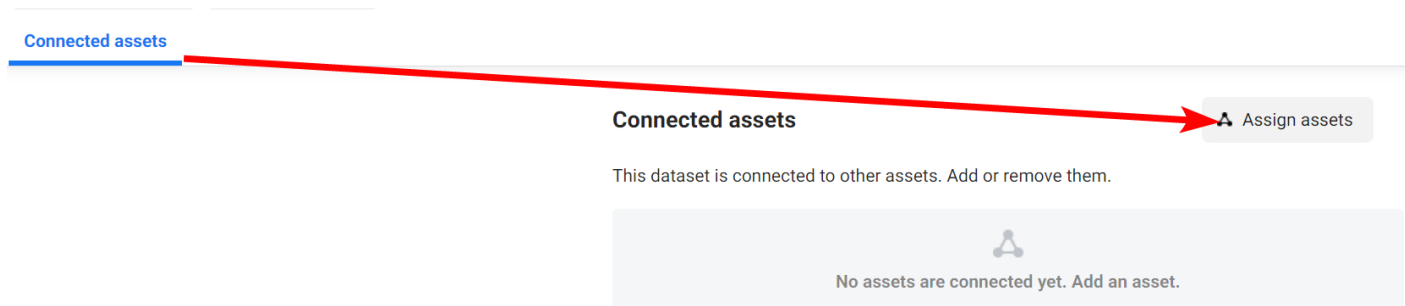 Connected assets
Connected assets
Assign assets
This dataset is connected to other assets. Add or remove them.
No assets are connected yet. Add an asset.